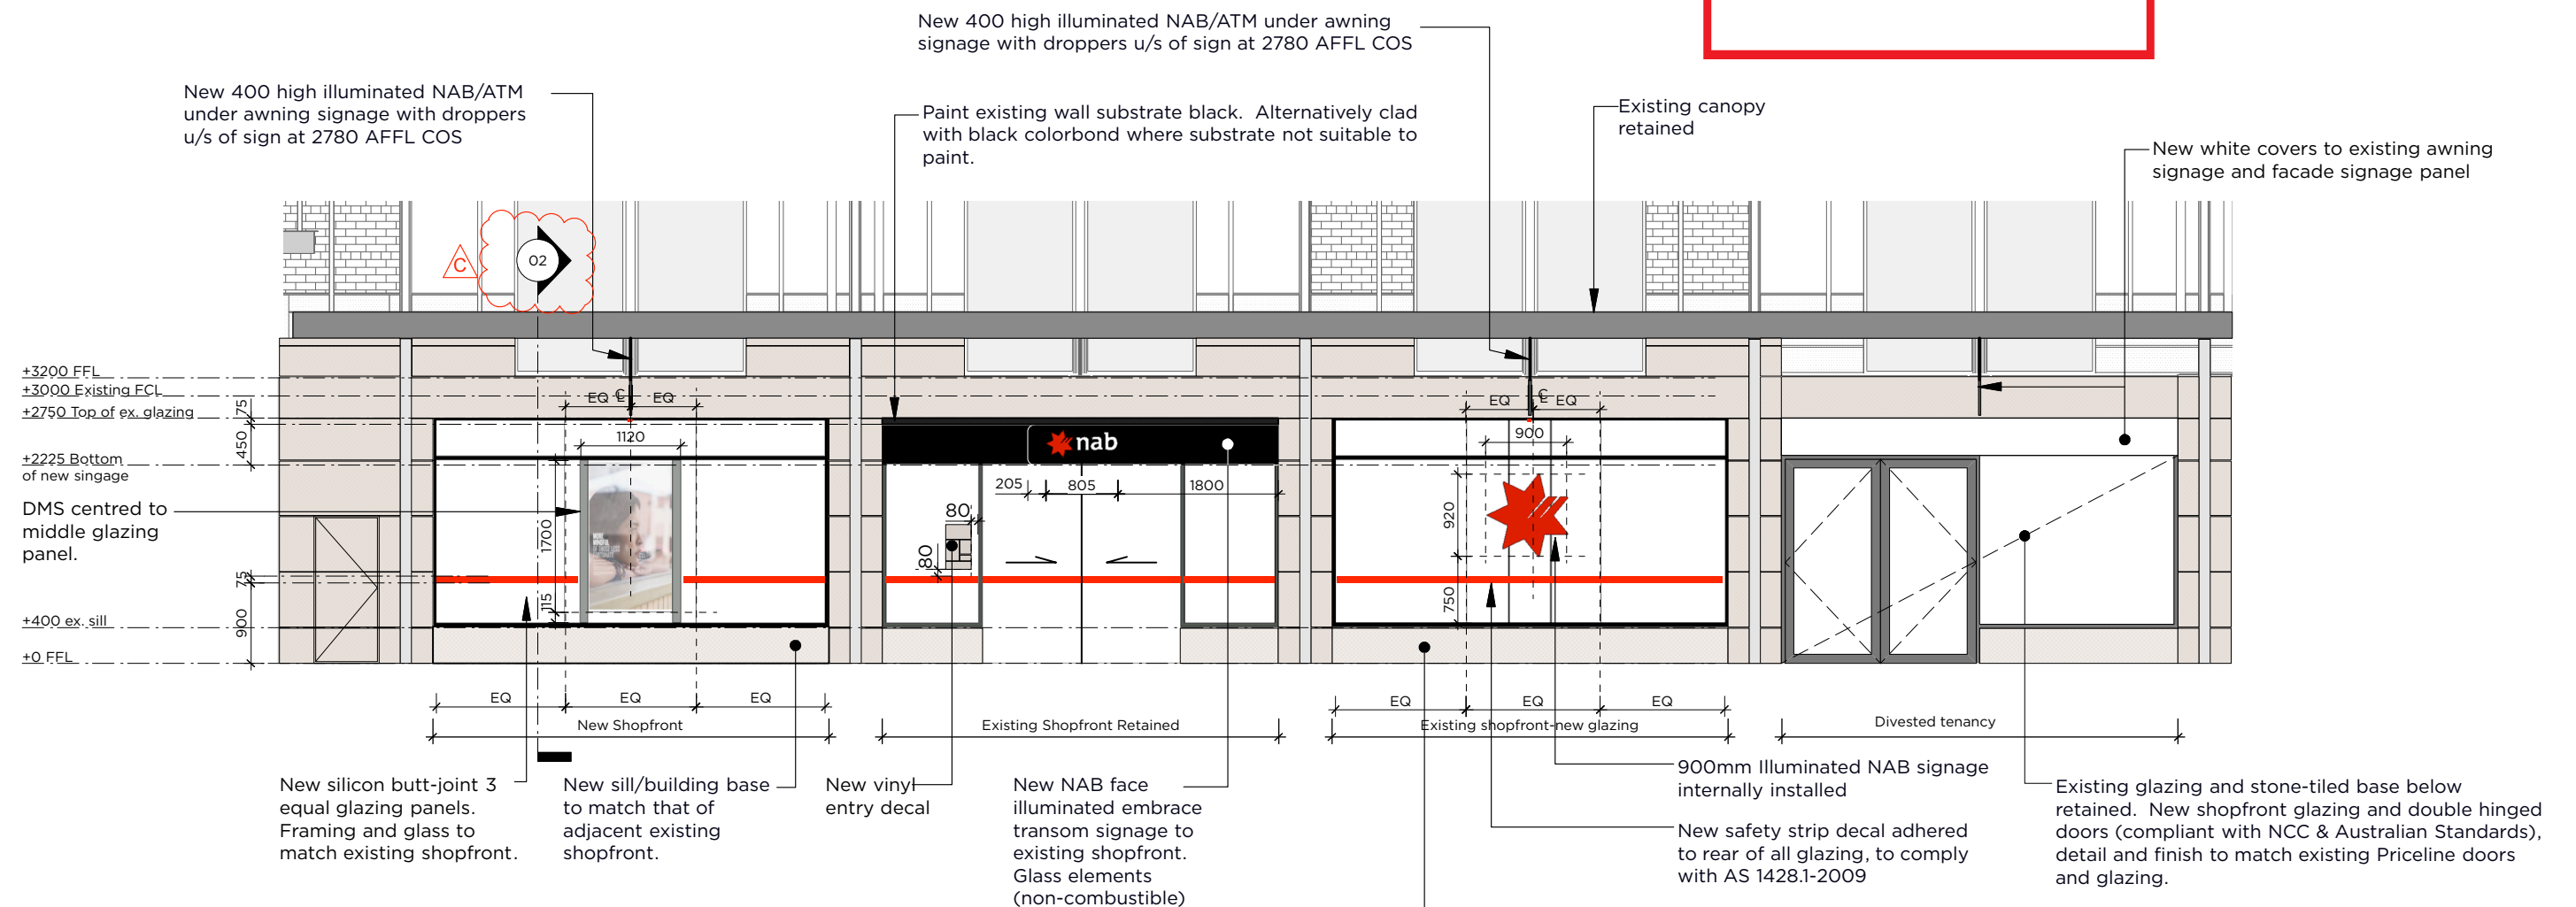 New 400 high illuminated NAB/ATM under awning
signage with droppers u/s of sign at 2780 AFFL COS
New 400 high illuminated NAB/ATM
under awning signage with droppers
u/s of sign at 2780 AFFL COS
Paint existing wall substrate black. Alternatively clad
with black colorbond where substrate not suitable to
paint.
Existing canopy
retained
New white covers to existing awning
signage and facade signage panel
C
02
+3200 FFL
+3000 Existing FCL
+2750 Top of ex. glazing
+2225 Bottom
of new singage
DMS centred to
middle glazing
panel.
+400 ex. sill
+0 FFL
75
450
75
900
EQ
EQ
1120
1700
115
nab
205
805
1800
80
80
EQ
EQ
900
920
750
EQ
EQ
EQ
New Shopfront
Existing Shopfront Retained
EQ
EQ
EQ
Existing shopfront-new glazing
Divested tenancy
New silicon butt-joint 3
equal glazing panels.
Framing and glass to
match existing shopfront.
New sill/building base
to match that of
adjacent existing
shopfront.
New vinyl
entry decal
New NAB face
illuminated embrace
transom signage to
existing shopfront.
Glass elements
(non-combustible)
900mm Illuminated NAB signage
internally installed
New safety strip decal adhered
to rear of all glazing, to comply
with AS 1428.1-2009
Existing glazing and stone-tiled base below
retained. New shopfront glazing and double hinged
doors (compliant with NCC & Australian Standards),
detail and finish to match existing Priceline doors
and glazing.